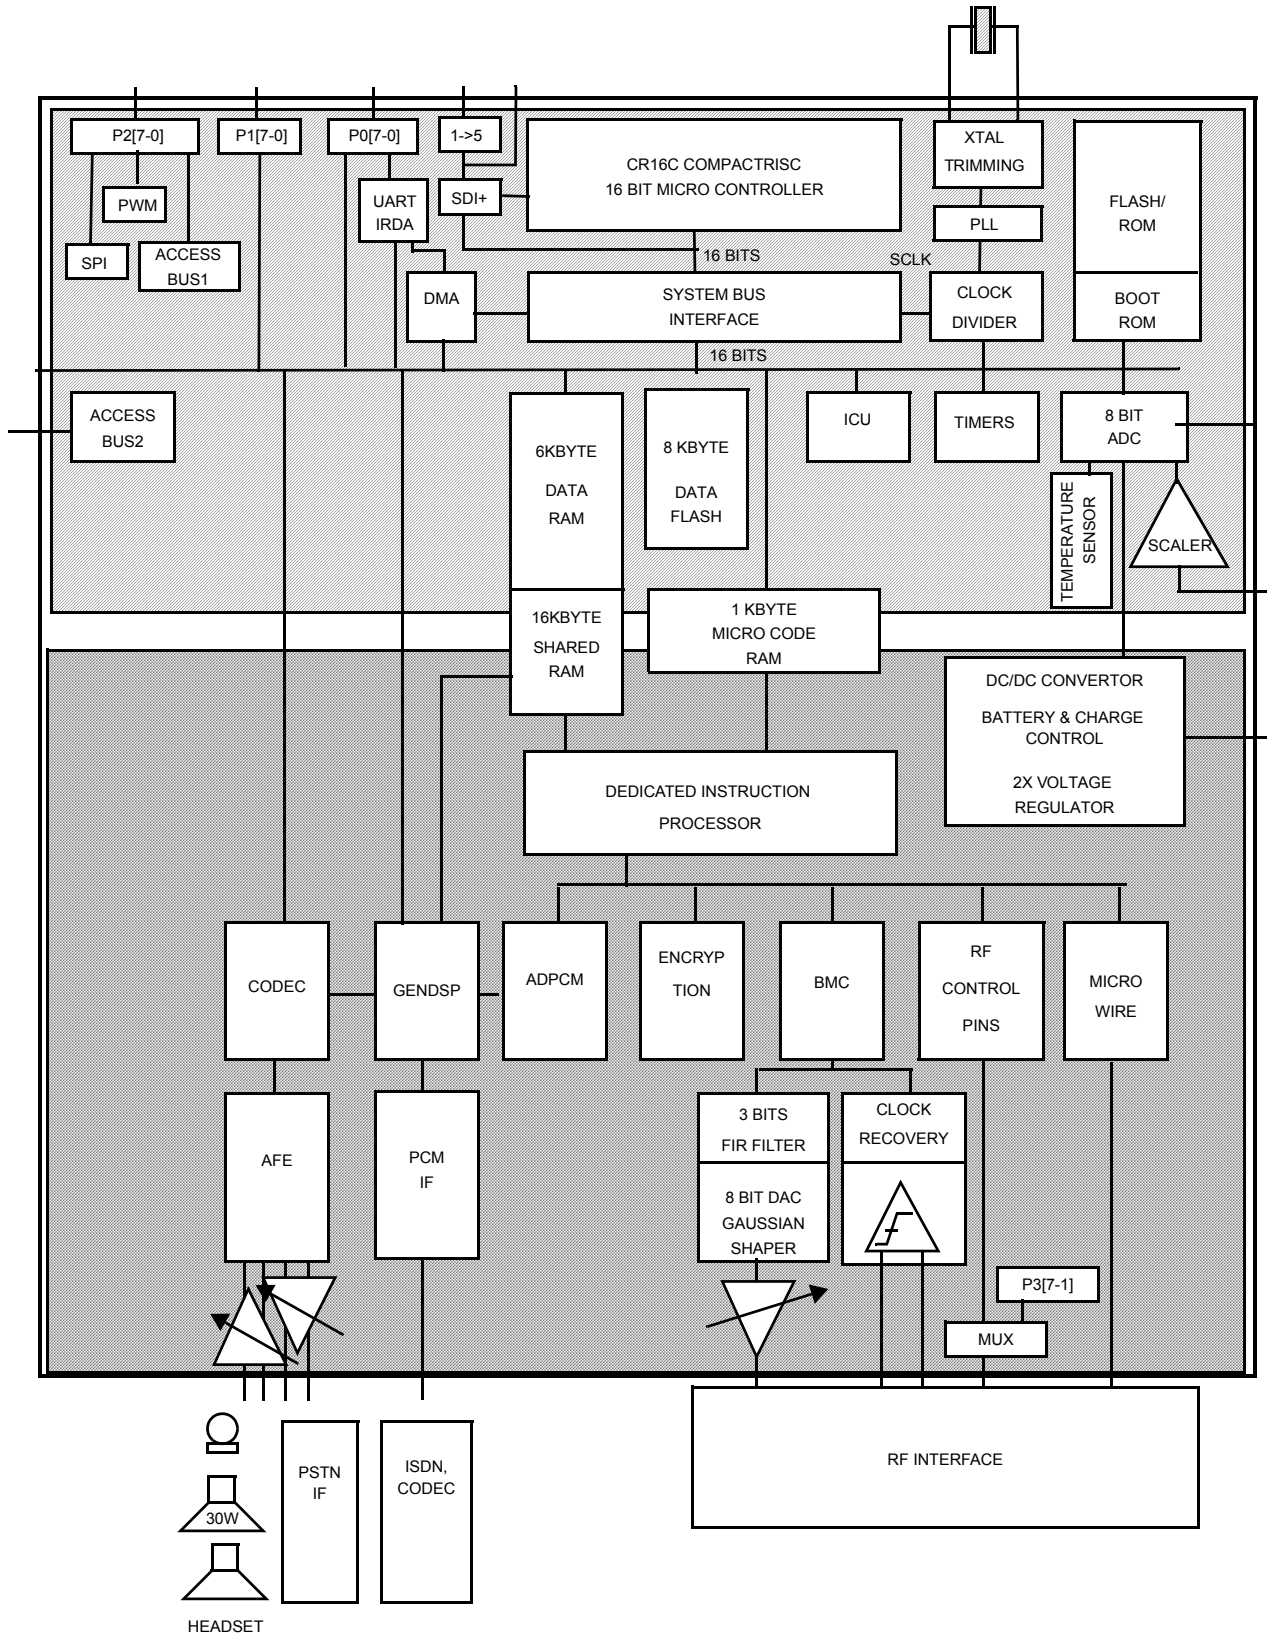 P2[7-0]
P1[7-0]
P0[7-0]
1->5
CR16C COMPACTRISC
16 BIT MICRO CONTROLLER
XTAL
TRIMMING
FLASH/
ROM
PWM
UART
IRDA
SDI+
PLL
SPI
ACCESS
BUS1
16 BITS
SCLK
DMA
SYSTEM BUS
INTERFACE
CLOCK
DIVIDER
BOOT
ROM
16 BITS
ACCESS
BUS2
6KBYTE
DATA
RAM
8 KBYTE
DATA
FLASH
ICU
TIMERS
8 BIT
ADC
TEMPERATURE
SENSOR
SCALER
16KBYTE
SHARED
RAM
1 KBYTE
MICRO CODE
RAM
DC/DC CONVERTOR
BATTERY & CHARGE
CONTROL
2X VOLTAGE
REGULATOR
DEDICATED INSTRUCTION
PROCESSOR
CODEC
GENDSP
ADPCM
ENCRYP
TION
BMC
RF
CONTROL
PINS
MICRO
WIRE
AFE
PCM
IF
3 BITS
FIR FILTER
CLOCK
RECOVERY
8 BIT DAC
GAUSSIAN
SHAPER
P3[7-1]
MUX
PSTN
IF
ISDN,
CODEC
RF INTERFACE
30W
HEADSET